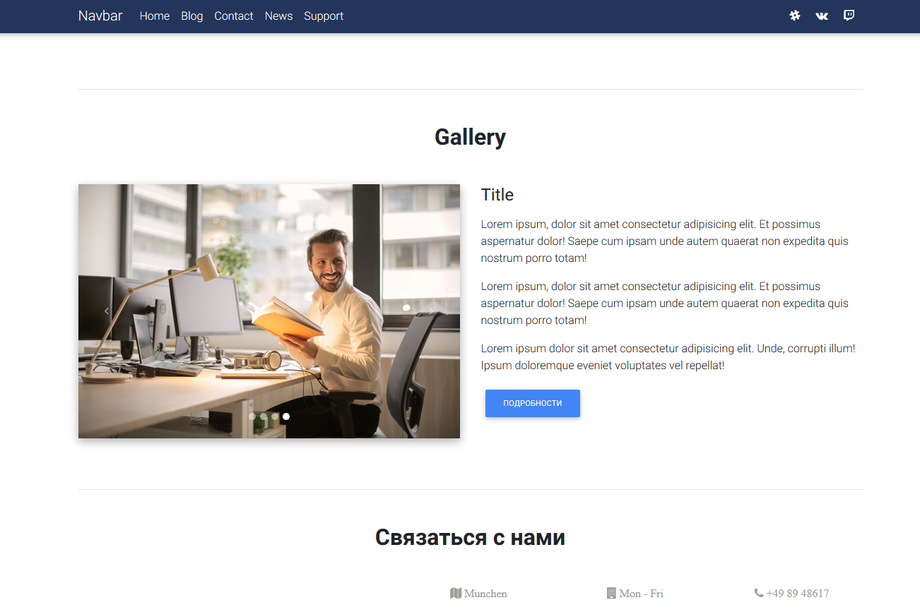 Navbar Home Blog Contact News Support
Gallery
Title
Lorem ipsum, dolor sit amet consectetur adipisicing elit. Et possimus
aspernatur dolor! Saepe cum ipsam unde autem quaerat non expedita quis
nostrum porro totam!
Lorem ipsum, dolor sit amet consectetur adipisicing elit. Et possimus
aspernatur dolor! Saepe cum ipsam unde autem quaerat non expedita quis
nostrum porro totam!
Lorem ipsum dolor sit amet consectetur adipisicing elit. Unde, corrupti illum!
Ipsum doloremque eveniet voluptates vel repellat!
ПОДРОБНОСТИ
Связаться с нами
Munchen Mon - Fri +49 89 48617